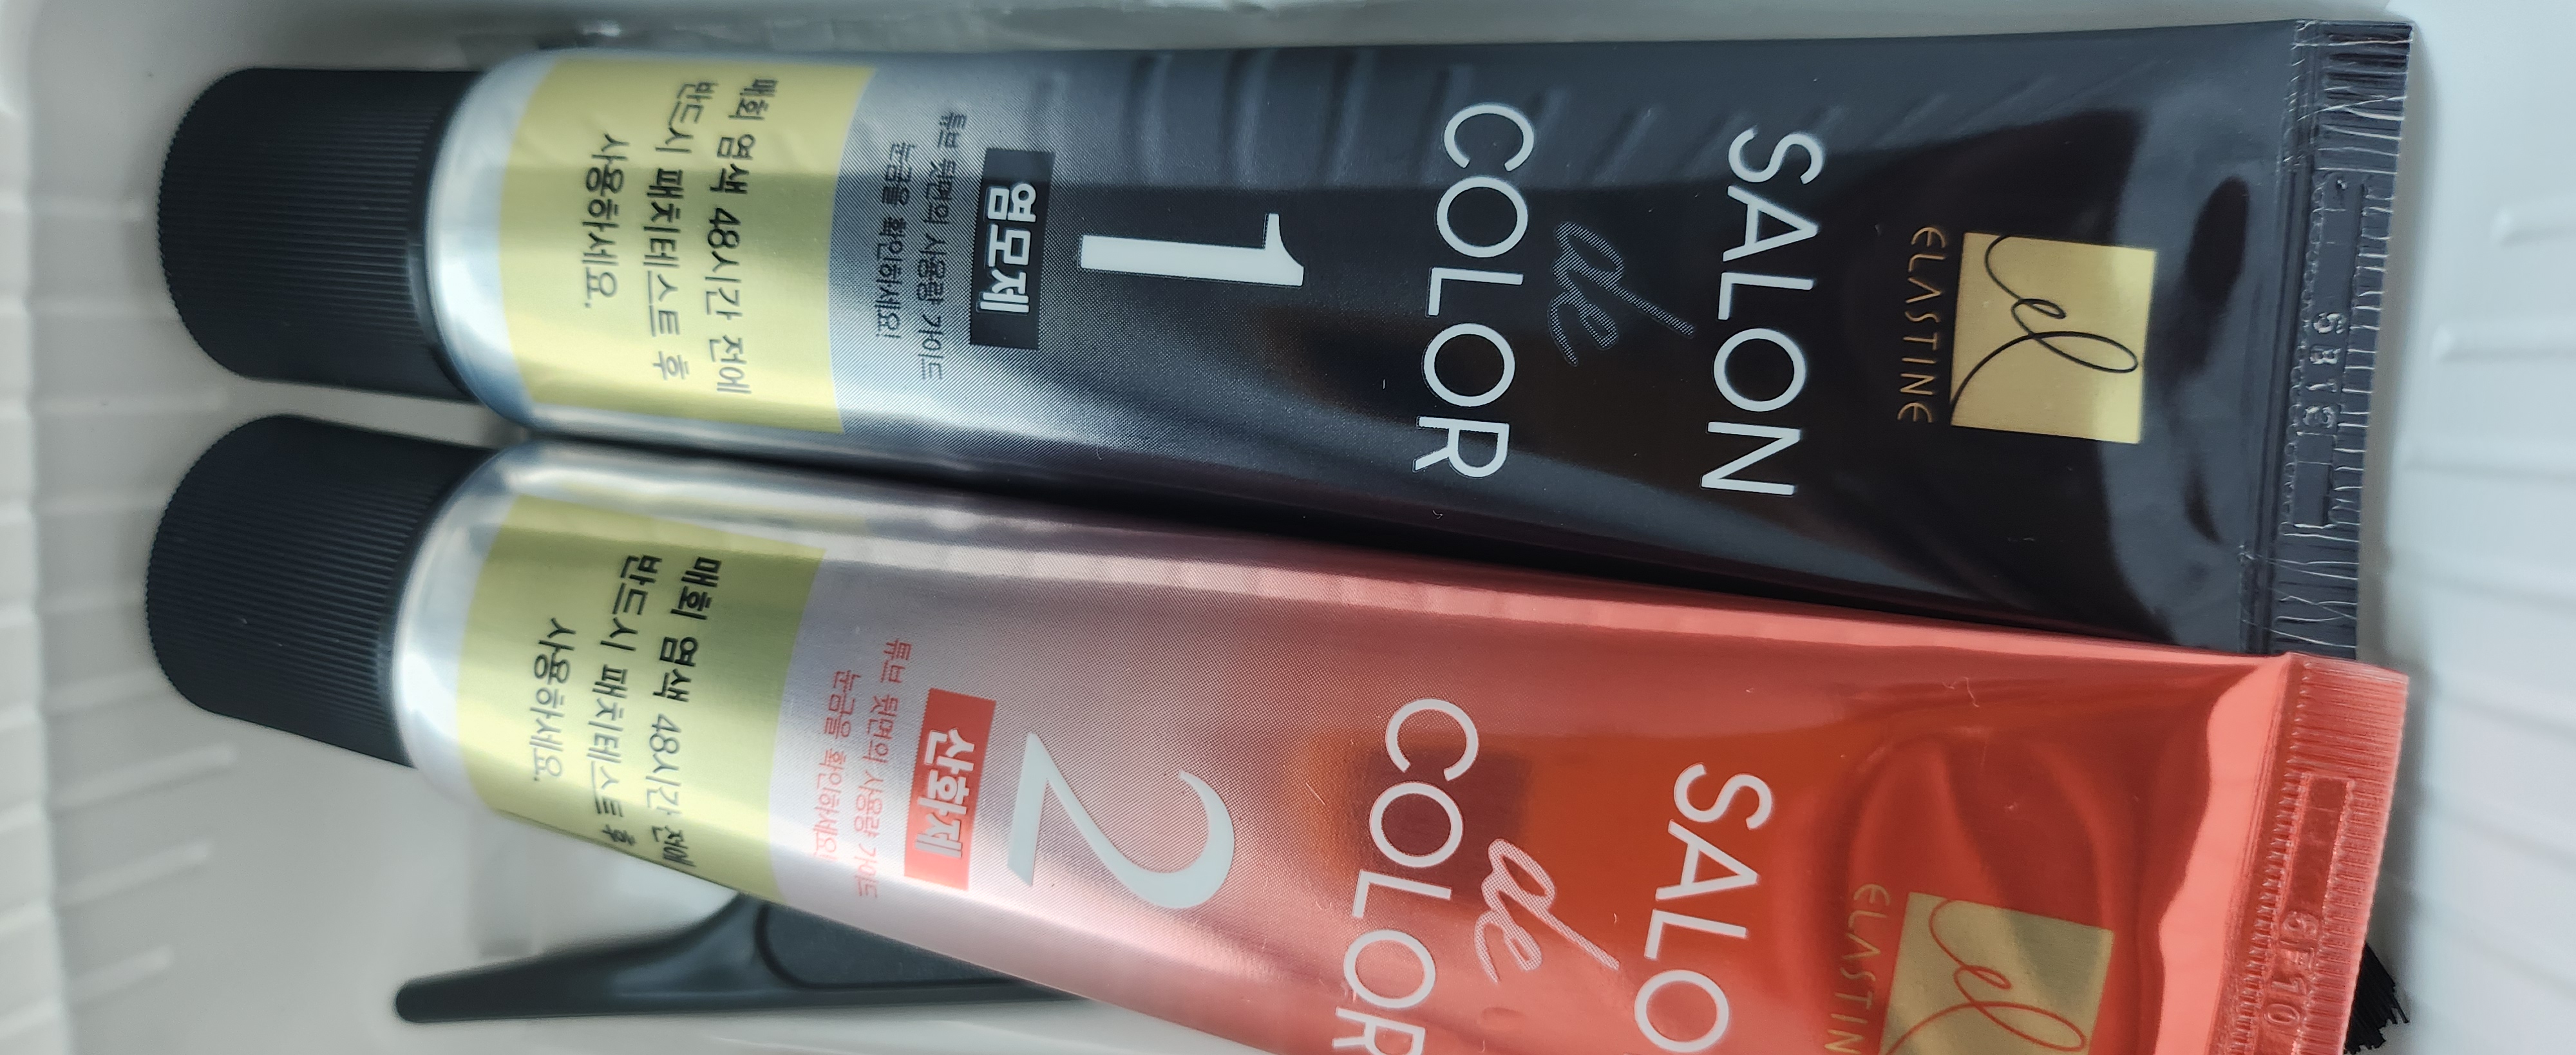 el
ELASTINE
SALON
de
COLOR
1
염모제
튜브 뒷면의 사용량 가이드
눈금을 확인하세요!
매회 염색 48시간 전에
반드시 패치테스트 후
사용하세요.
el
ELASTIN
SALO
de
COLOR
2
산화제
튜브 뒷면의 사용량 가이드
눈금을 확인하세요!
매회 염색 48시간 전에
반드시 패치테스트 후
사용하세요.